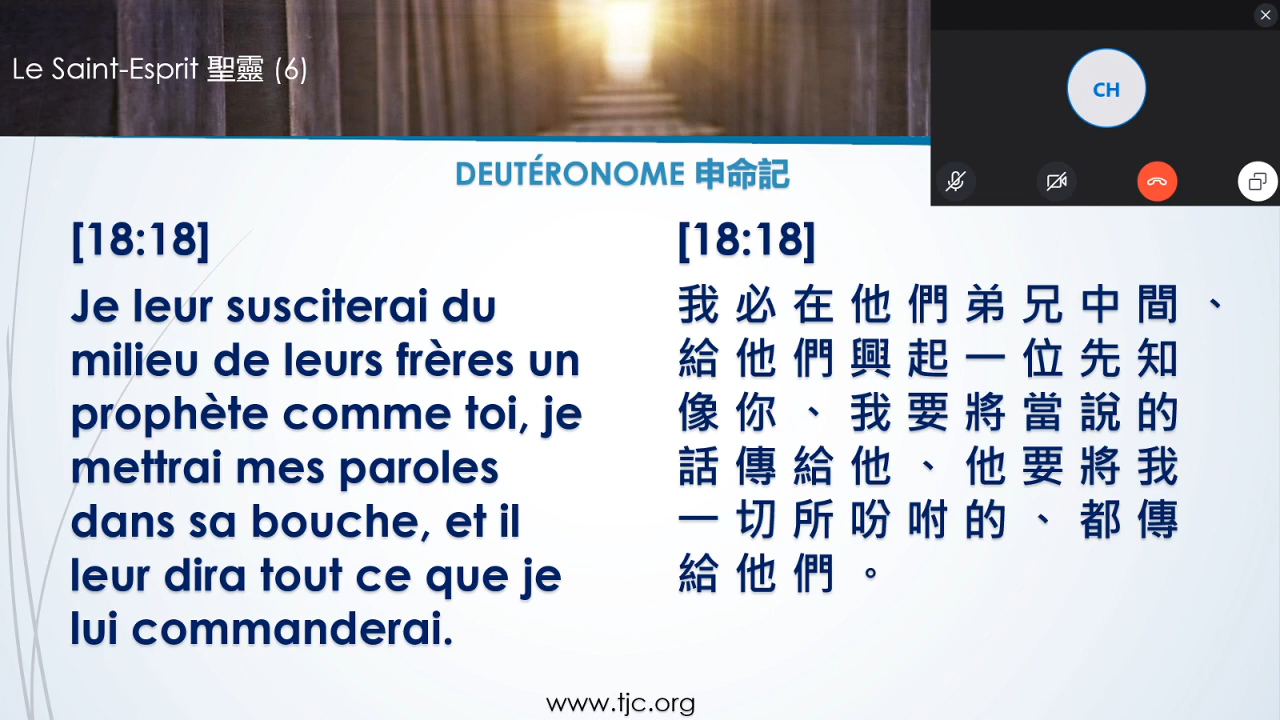 Le Saint-Esprit 聖靈 (6)
CH
DEUTÉRONOME 申命記
[18:18]
Je leur susciterai du
milieu de leurs frères un
prophète comme toi, je
mettrai mes paroles
dans sa bouche, et il
leur dira tout ce que je
lui commanderai.
[18:18]
我必在他們弟兄中間、
給他們興起一位先知
像你、我要將當說的
話傳給他、他要將我
一切所吩咐的、都傳
給他們。
www.tjc.org